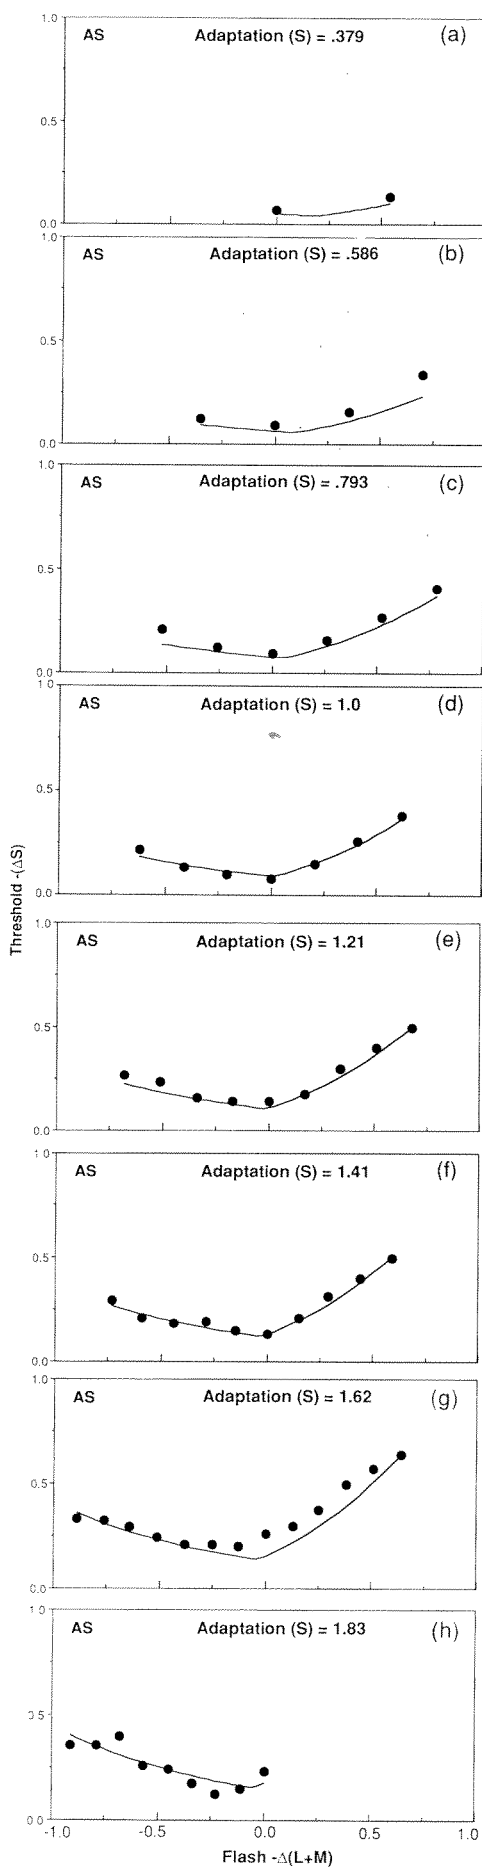 1.0
AS
Adaptation (S) = .379
(a)
0.5
0.0
AS
Adaptation (S) = .586
(b)
0.5
0.0
1.0
AS
Adaptation (S) = .793
(c)
0.5
0.0
1.0
AS
Adaptation (S) = 1.0
(d)
0.5
0.0
Threshold -(ΔS)
1.0
AS
Adaptation (S) = 1.21
(e)
0.5
0.0
1.0
AS
Adaptation (S) = 1.41
(f)
0.5
0.0
1.0
AS
Adaptation (S) = 1.62
(g)
0.5
0.0
1.0
AS
Adaptation (S) = 1.83
(h)
0.5
0.0
-1.0 -0.5 0.0 0.5 1.0
Flash -Δ(L+M)